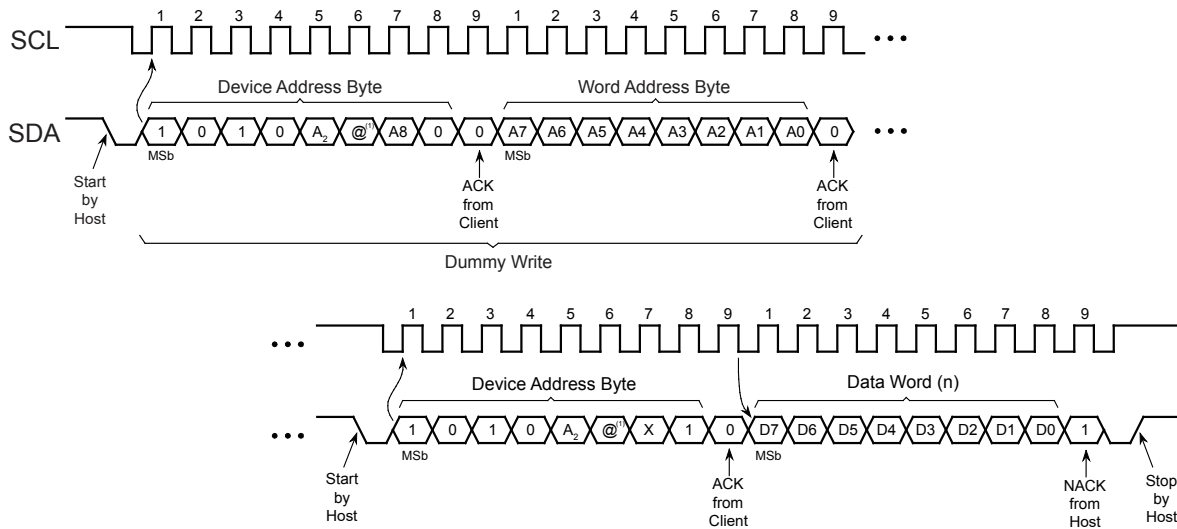 1 2 3 4 5 6 7 8 9 1 2 3 4 5 6 7 8 9
SCL
Device Address Byte Word Address Byte
SDA 1 0 1 0 A2 @(1) A8 0 0 A7 A6 A5 A4 A3 A2 A1 A0 0
MSb MSb
Start
by
Host
ACK
from
Client
ACK
from
Client
Dummy Write
1 2 3 4 5 6 7 8 9 1 2 3 4 5 6 7 8 9
Device Address Byte Data Word (n)
1 0 1 0 A2 @(1) X 1 0 D7 D6 D5 D4 D3 D2 D1 D0 1
MSb MSb
Start
by
Host
ACK
from
Client
NACK
from
Host
Stop
by
Host